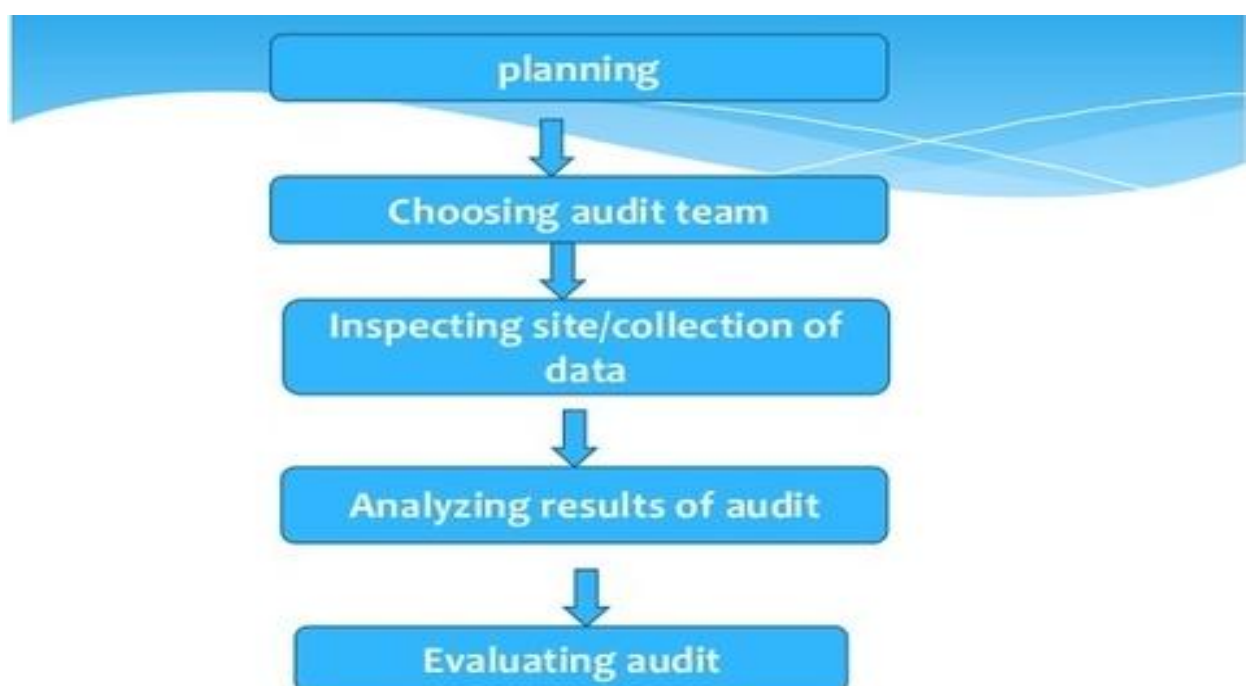 planning
Choosing audit team
Inspecting site/collection of
data
Analyzing results of audit
Evaluating audit